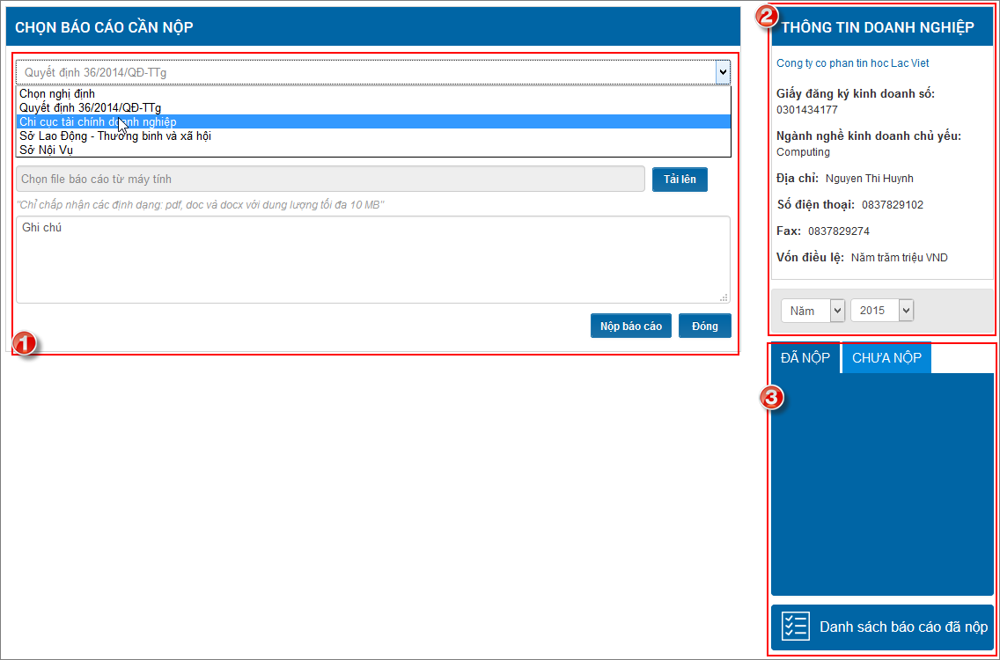 CHỌN BÁO CÁO CẦN NỘP
Quyết định 36/2014/QĐ-TTg
Chọn nghị định
Quyết định 36/2014/QĐ-TTg
Chi cục tài chính doanh nghiệp
Sở Lao Động - Thương binh và xã hội
Sở Nội Vụ
Chọn file báo cáo từ máy tính
Tải lên
"Chỉ chấp nhận các định dạng: pdf, doc và docx với dung lượng tối đa 10 MB"
Ghi chú
Nộp báo cáo
Đóng
1
2
THÔNG TIN DOANH NGHIỆP
Cong ty co phan tin hoc Lac Viet
Giấy đăng ký kinh doanh số:
0301434177
Ngành nghề kinh doanh chủ yếu:
Computing
Địa chỉ: Nguyen Thi Huynh
Số điện thoại: 0837829102
Fax: 0837829274
Vốn điều lệ: Năm trăm triệu VND
Năm 2015
ĐÃ NỘP CHƯA NỘP
3
Danh sách báo cáo đã nộp